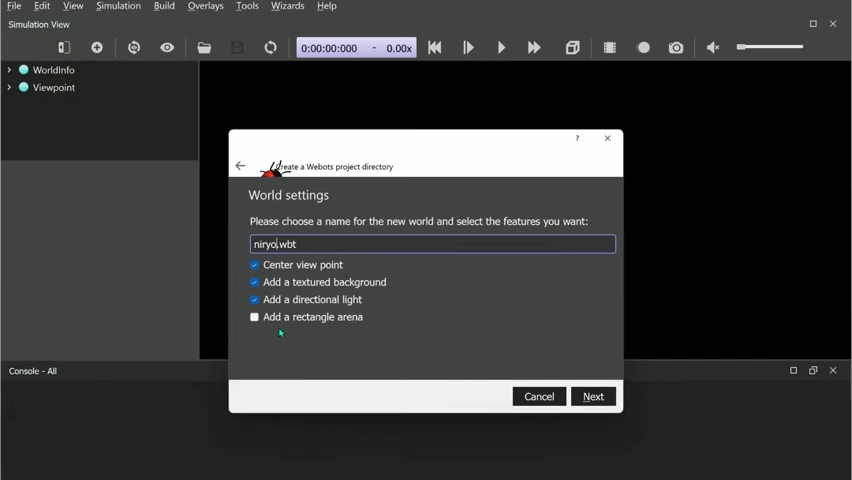 File Edit View Simulation Build Overlays Tools Wizards Help
Simulation View
0:00:00:000 - 0.00x
WorldInfo
Viewpoint
?
Create a Webots project directory
World settings
Please choose a name for the new world and select the features you want:
niryo.wbt
Center view point
Add a textured background
Add a directional light
Add a rectangle arena
Cancel Next
Console - All